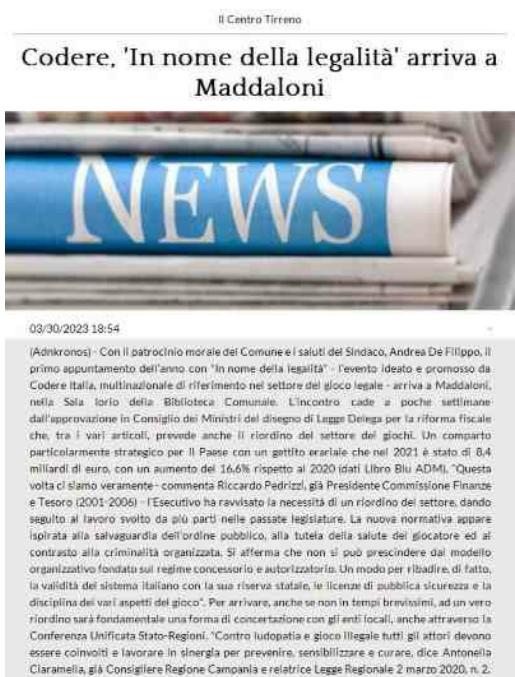 Il Centro Tirreno
Codere, 'In nome della legalità' arriva a
Maddaloni
NEWS
03/30/2023 18:54
(Adnkronos) - Con il patrocinio morale del Comune e i saluti del Sindaco, Andrea De Filippo, il
primo appuntamento dell'anno con "In nome della legalità" - l'evento ideato e promosso da
Codere Italia, multinazionale di riferimento nel settore del gioco legale - arriva a Maddaloni,
nella Sala Iorio della Biblioteca Comunale. L'incontro cade a poche settimane
dall'approvazione in Consiglio dei Ministri del disegno di Legge Delega per la riforma fiscale
che, tra i vari articoli, prevede anche il riordino del settore dei giochi. Un comparto
particolarmente strategico per il Paese con un gettito erariale che nel 2021 è stato di 8,4
miliardi di euro, con un aumento del 16,6% rispetto al 2020 (dati Libro Blu ADM). "Questa
volta ci siamo veramente - commenta Riccardo Pedrizzi, già Presidente Commissione Finanze
e Tesoro (2001-2006) - l'Esecutivo ha ravvisato la necessità di un riordino del settore, dando
seguito al lavoro svolto da più parti nelle passate legislature. La nuova normativa appare
ispirata alla salvaguardia dell'ordine pubblico, alla tutela della salute del giocatore ed al
contrasto alla criminalità organizzata. Si afferma che non si può prescindere dal modello
organizzativo fondato sul regime concessorio e autorizzatorio. Un modo per ribadire, di fatto,
la validità del sistema italiano con la sua riserva statale, le licenze di pubblica sicurezza e la
disciplina dei vari aspetti del gioco". Per arrivare, anche se non in tempi brevissimi, ad un vero
riordino sarà fondamentale una forma di concertazione con gli enti locali, anche attraverso la
Conferenza Unificata Stato-Regioni. "Contro ludopatia e gioco illegale tutti gli attori devono
essere coinvolti e lavorare in sinergia per prevenire, sensibilizzare e curare, dice Antonella
Ciaramella, già Consigliere Regione Campania e relatrice Legge Regionale 2 marzo 2020, n. 2.